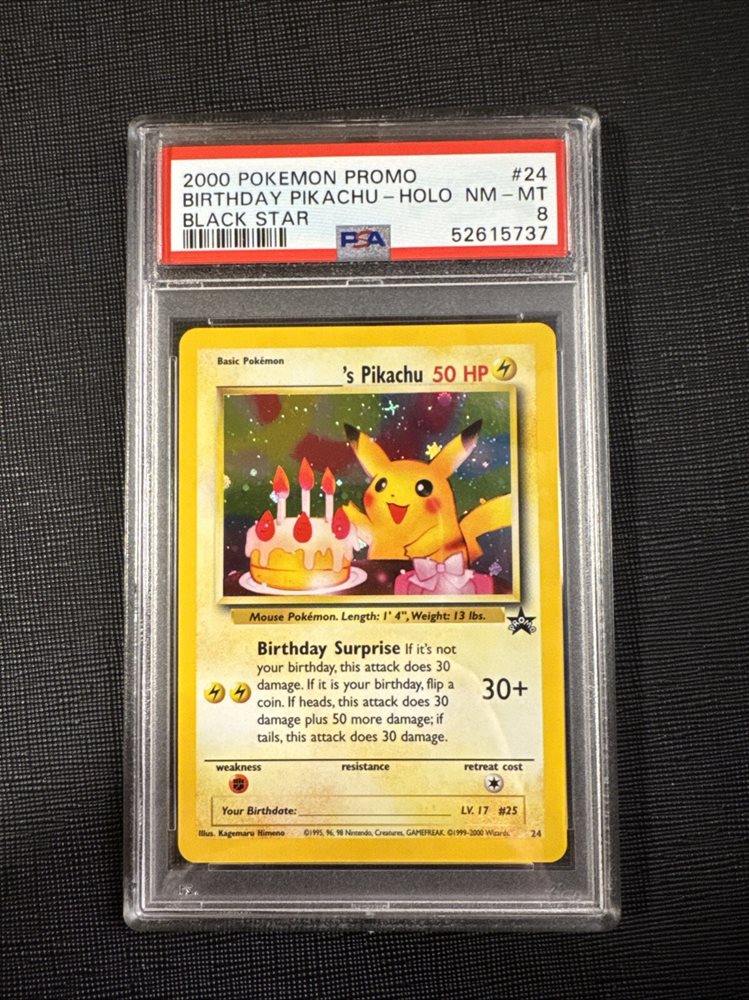 2000 POKEMON PROMO #24
BIRTHDAY PIKACHU - HOLO NM - MT
BLACK STAR 8
PSA 52615737
Basic Pokémon
's Pikachu 50 HP
Mouse Pokémon. Length: 1' 4", Weight: 13 lbs.
PROMO
Birthday Surprise If it's not
your birthday, this attack does 30
damage. If it is your birthday, flip a
coin. If heads, this attack does 30
damage plus 50 more damage; if
tails, this attack does 30 damage.
30+
weakness resistance retreat cost
Your Birthdate: LV. 17 #25
Illus. Kagemaru Himeno ©1995, 96, 98 Nintendo, Creatures, GAMEFREAK. ©1999-2000 Wizards. 24